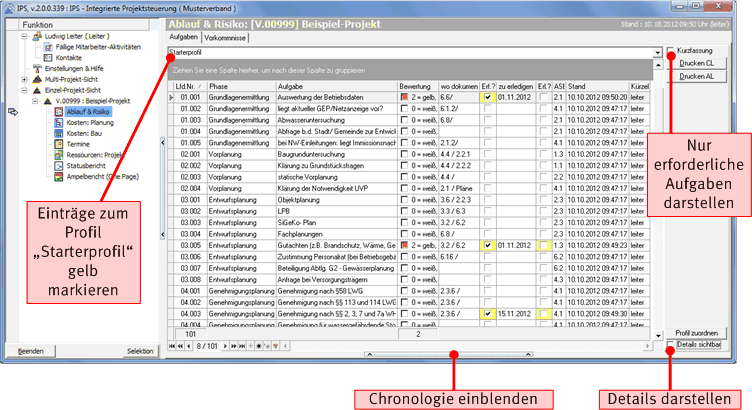 IPS, v.2.0.0.339 : IPS - Integrierte Projektsteuerung ( Musterverband )
Funktion
Ludwig Leiter (Leiter )
Fällige Mitarbeiter-Aktivitäten
Kontakte
Einstellungen & Hilfe
Multi-Projekt-Sicht
Einzel-Projekt-Sicht
V.00999 : Beispiel-Projekt
Ablauf & Risiko
Kosten: Planung
Kosten: Bau
Termine
Ressourcen: Projekt
Statusbericht
Ampelbericht (One Page)
Beenden
Selektion
Ablauf & Risiko: [V.00999] Beispiel-Projekt
Stand : 10.10.2012 09:50 Uhr (leiter)
Aufgaben Vorkommnisse
Starterprofil
Ziehen Sie eine Spalte hierher, um nach dieser Spalte zu gruppieren
Kurzfassung
Drucken CL
Drucken AL
Lfd.Nr. Phase Aufgabe Bewertung wo dokumen Erf.? zu erledigen Erl.? ASI Stand Kürzel
01.001 Grundlagenermittlung Auswertung der Betriebsdaten 2 = gelb, 6.6/ 01.11.2012 2.1 10.10.2012 09:50:20 leiter
01.002 Grundlagenermittlung liegt aktueller GEP/Netzanzeige vor? 0 = weiß, 6.1.2/ 4.1 10.10.2012 09:47:17 leiter
01.003 Grundlagenermittlung Abwasseruntersuchung 0 = weiß, 6.8/ 2.1 10.10.2012 09:47:17 leiter
01.004 Grundlagenermittlung Abfrage b.d. Stadt/ Gemeinde zur Entwicl 0 = weiß, 4.1 10.10.2012 09:47:17 leiter
01.005 Grundlagenermittlung bei NW-Einleitungen: liegt Immissionsnach 0 = weiß, 2.1.2/ 4.1 10.10.2012 09:47:17 leiter
02.001 Vorplanung Baugrunduntersuchung 0 = weiß, 4.4 / 2.2.1 2.1 10.10.2012 09:47:17 leiter
02.002 Vorplanung Klärung zu Grundstücksfragen 0 = weiß, 4.4 / 2.2.1 1.1 10.10.2012 09:47:17 leiter
02.003 Vorplanung statische Vorplanung 0 = weiß, 4.4 / 2.2 10.10.2012 09:47:17 leiter
02.004 Vorplanung Klärung der Notwendigkeit UVP 0 = weiß, 2.1 / Pläne 4.1 10.10.2012 09:47:17 leiter
03.001 Entwurfsplanung Objektplanung 0 = weiß, 3.6 / 2.2.3 2.1 10.10.2012 09:47:17 leiter
03.002 Entwurfsplanung LPB 0 = weiß, 3.3 / 6.3 2.3 10.10.2012 09:47:17 leiter
03.003 Entwurfsplanung SiGeKo- Plan 0 = weiß, 3.2 / 6.2 2.3 10.10.2012 09:47:17 leiter
03.004 Entwurfsplanung Fachplanungen 0 = weiß, 6.8 / 2.3 10.10.2012 09:47:17 leiter
03.005 Entwurfsplanung Gutachten (z.B. Brandschutz, Wärme, Ge 2 = gelb, 3.2 / 6.2 01.11.2012 1.3 10.10.2012 09:49:23 leiter
03.006 Entwurfsplanung Zustimmung Personalrat (bei Betriebsgebä 0 = weiß, 6.16 / 6.2 10.10.2012 09:47:17 leiter
03.007 Entwurfsplanung Beteiligung Abtlg. G2 - Gewässerplanung 0 = weiß, 6.2 10.10.2012 09:47:17 leiter
03.008 Entwurfsplanung Anfrage bei Versorgungsträgern 0 = weiß, 4.3 10.10.2012 09:47:17 leiter
04.001 Genehmigungsplanung Genehmigung nach §58 LWG 0 = weiß, 2.3.6 / 4.1 10.10.2012 09:47:17 leiter
04.002 Genehmigungsplanung Genehmigung nach §§ 113 und 114 LWG 0 = weiß, 2.3.6 / 4.1 10.10.2012 09:47:17 leiter
04.003 Genehmigungsplanung Genehmigung nach §§ 2, 3, 7 und 7a WH 0 = weiß, 2.3.6 / 15.11.2012 4.1 10.10.2012 09:49:30 leiter
04.004 Genehmigungsplanung Genehmigung für wassergefährdende Sto 0 = weiß, 2.3.6 / 4.1 10.10.2012 09:47:17 leiter
101 2
8 / 101
Profil zuordnen
Details sichtbar
Einträge zum
Profil
„Starterprofil“
gelb
markieren
Nur
erforderliche
Aufgaben
darstellen
Chronologie einblenden
Details darstellen